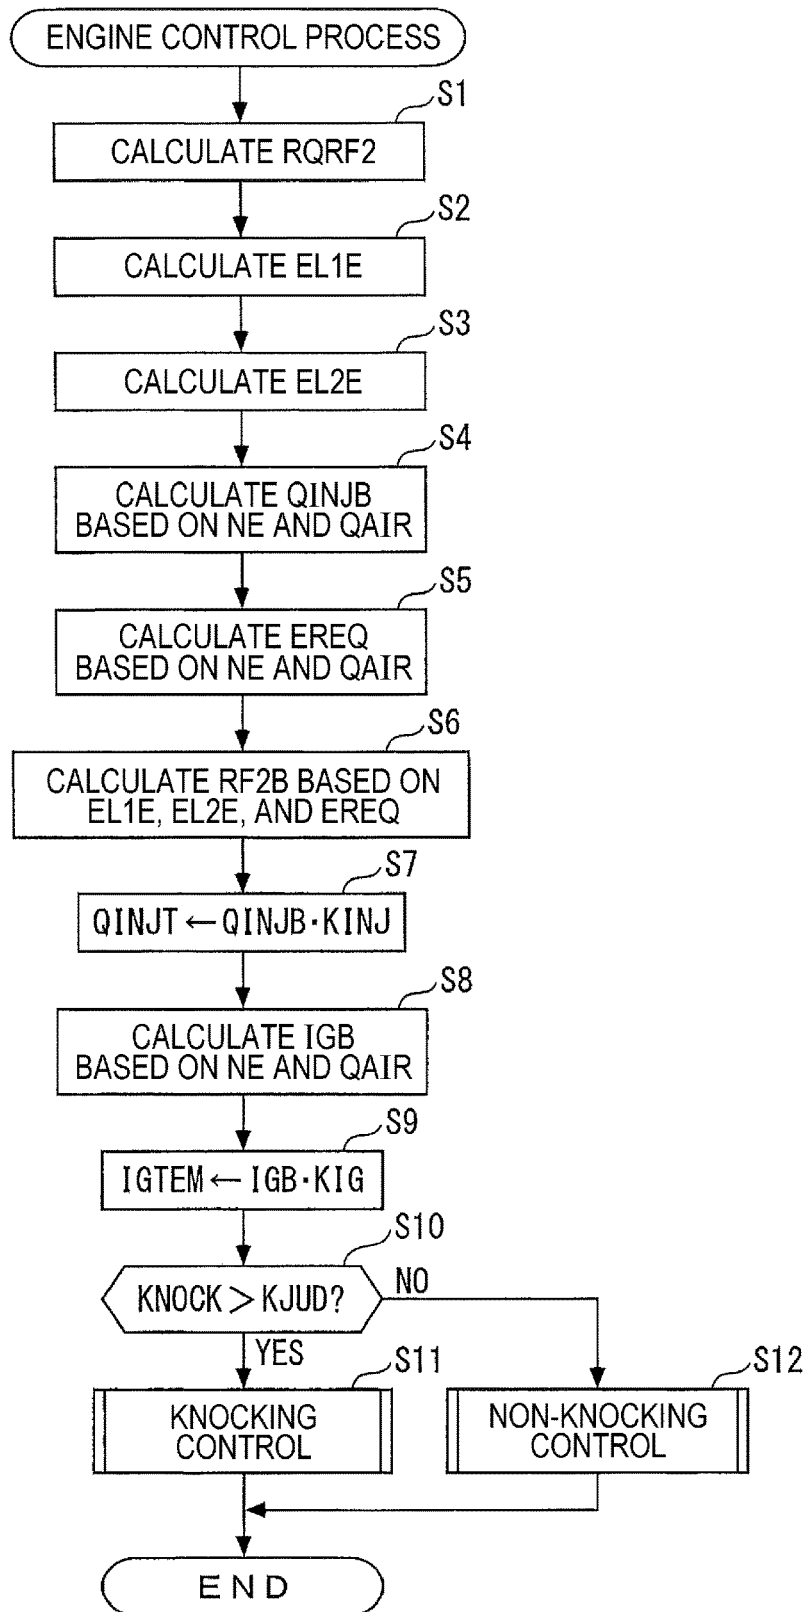 ENGINE CONTROL PROCESS
S1
CALCULATE RQRF2
S2
CALCULATE EL1E
S3
CALCULATE EL2E
S4
CALCULATE QINJB
BASED ON NE AND QAIR
S5
CALCULATE EREQ
BASED ON NE AND QAIR
S6
CALCULATE RF2B BASED ON
EL1E, EL2E, AND EREQ
S7
QINJT ← QINJB·KINJ
S8
CALCULATE IGB
BASED ON NE AND QAIR
S9
IGTEM ← IGB·KIG
S10
KNOCK > KJUD?
NO
YES
S11
KNOCKING
CONTROL
S12
NON-KNOCKING
CONTROL
END